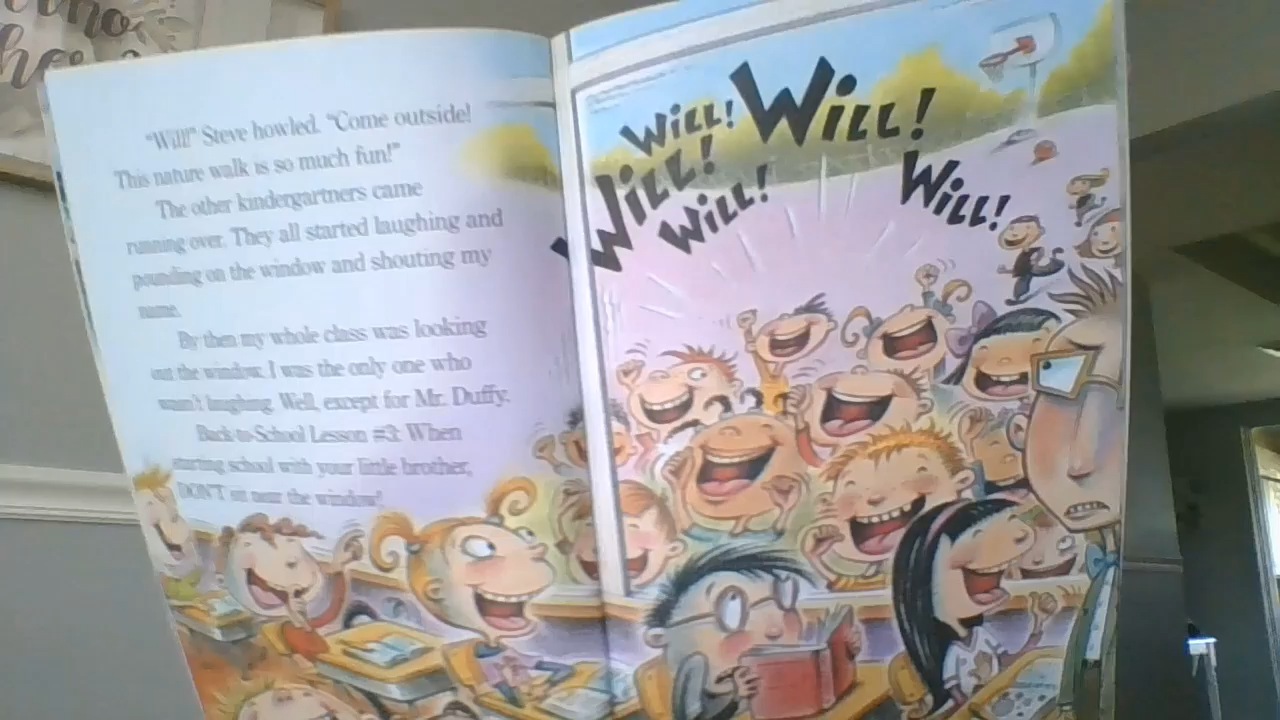 "Will!" Steve howled. "Come outside!
This nature walk is so much fun!"
The other kindergartners came
running over. They all started laughing and
pounding on the window and shouting my
name.
By then my whole class was looking
out the window. I was the only one who
wasn't laughing. Well, except for Mr. Duffy.
Back-to-School Lesson #3: When
starting school with your little brother,
DON'T sit near the window!
WILL! WILL!
WILL!
WILL!
WILL!